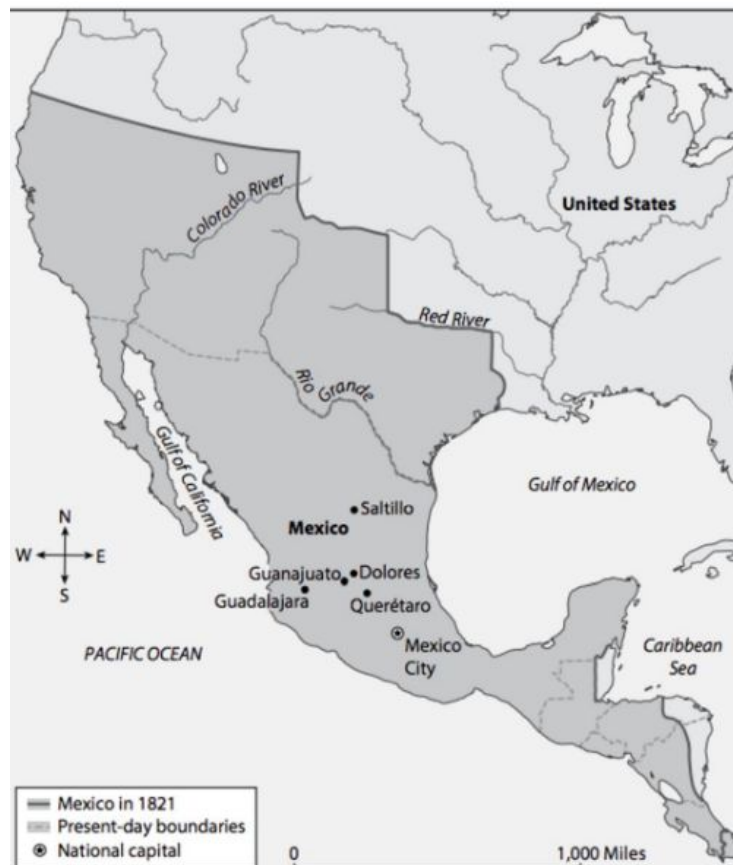 United States
Colorado River
Red River
Rio Grande
Gulf of California
Gulf of Mexico
Saltillo
Mexico
N
W
E
S
Guanajuato
Dolores
Guadalajara
Querétaro
Mexico
City
PACIFIC OCEAN
Caribbean
Sea
Mexico in 1821
Present-day boundaries
National capital
0
1,000 Miles